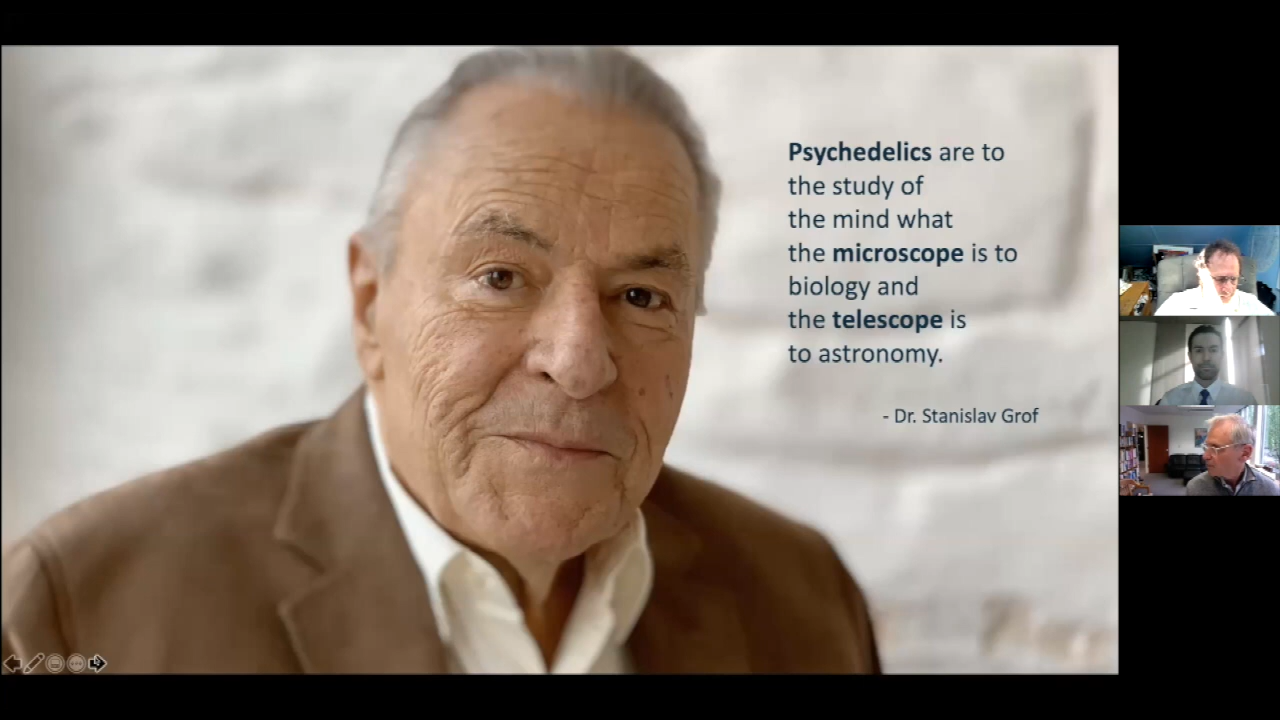 Psychedelics are to
the study of
the mind what
the microscope is to
biology and
the telescope is
to astronomy.
- Dr. Stanislav Grof